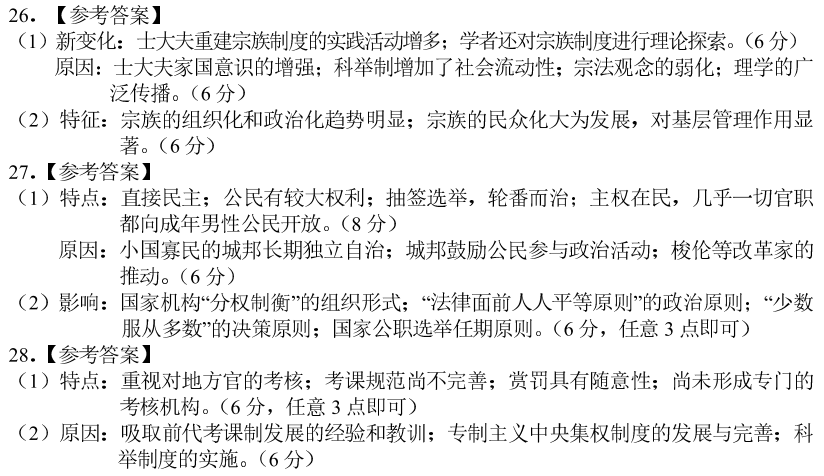 26．【参考答案】
（1）新变化：士大夫重建宗族制度的实践活动增多；学者还对宗族制度进行理论探索。（6 分）
原因：士大夫家国意识的增强；科举制增加了社会流动性；宗法观念的弱化；理学的广
泛传播。（6 分）
（2）特征：宗族的组织化和政治化趋势明显；宗族的民众化大为发展，对基层管理作用显
著。（6 分）
27．【参考答案】
（1）特点：直接民主；公民有较大权利；抽签选举，轮番而治；主权在民，几乎一切官职
都向成年男性公民开放。（8 分）
原因：小国寡民的城邦长期独立自治；城邦鼓励公民参与政治活动；梭伦等改革家的
推动。（6 分）
（2）影响：国家机构“分权制衡”的组织形式；“法律面前人人平等原则”的政治原则；“少数
服从多数”的决策原则；国家公职选举任期原则。（6 分，任意 3 点即可）
28．【参考答案】
（1）特点：重视对地方官的考核；考课规范尚不完善；赏罚具有随意性；尚未形成专门的
考核机构。（6 分，任意 3 点即可）
（2）原因：吸取前代考课制发展的经验和教训；专制主义中央集权制度的发展与完善；科
举制度的实施。（6 分）